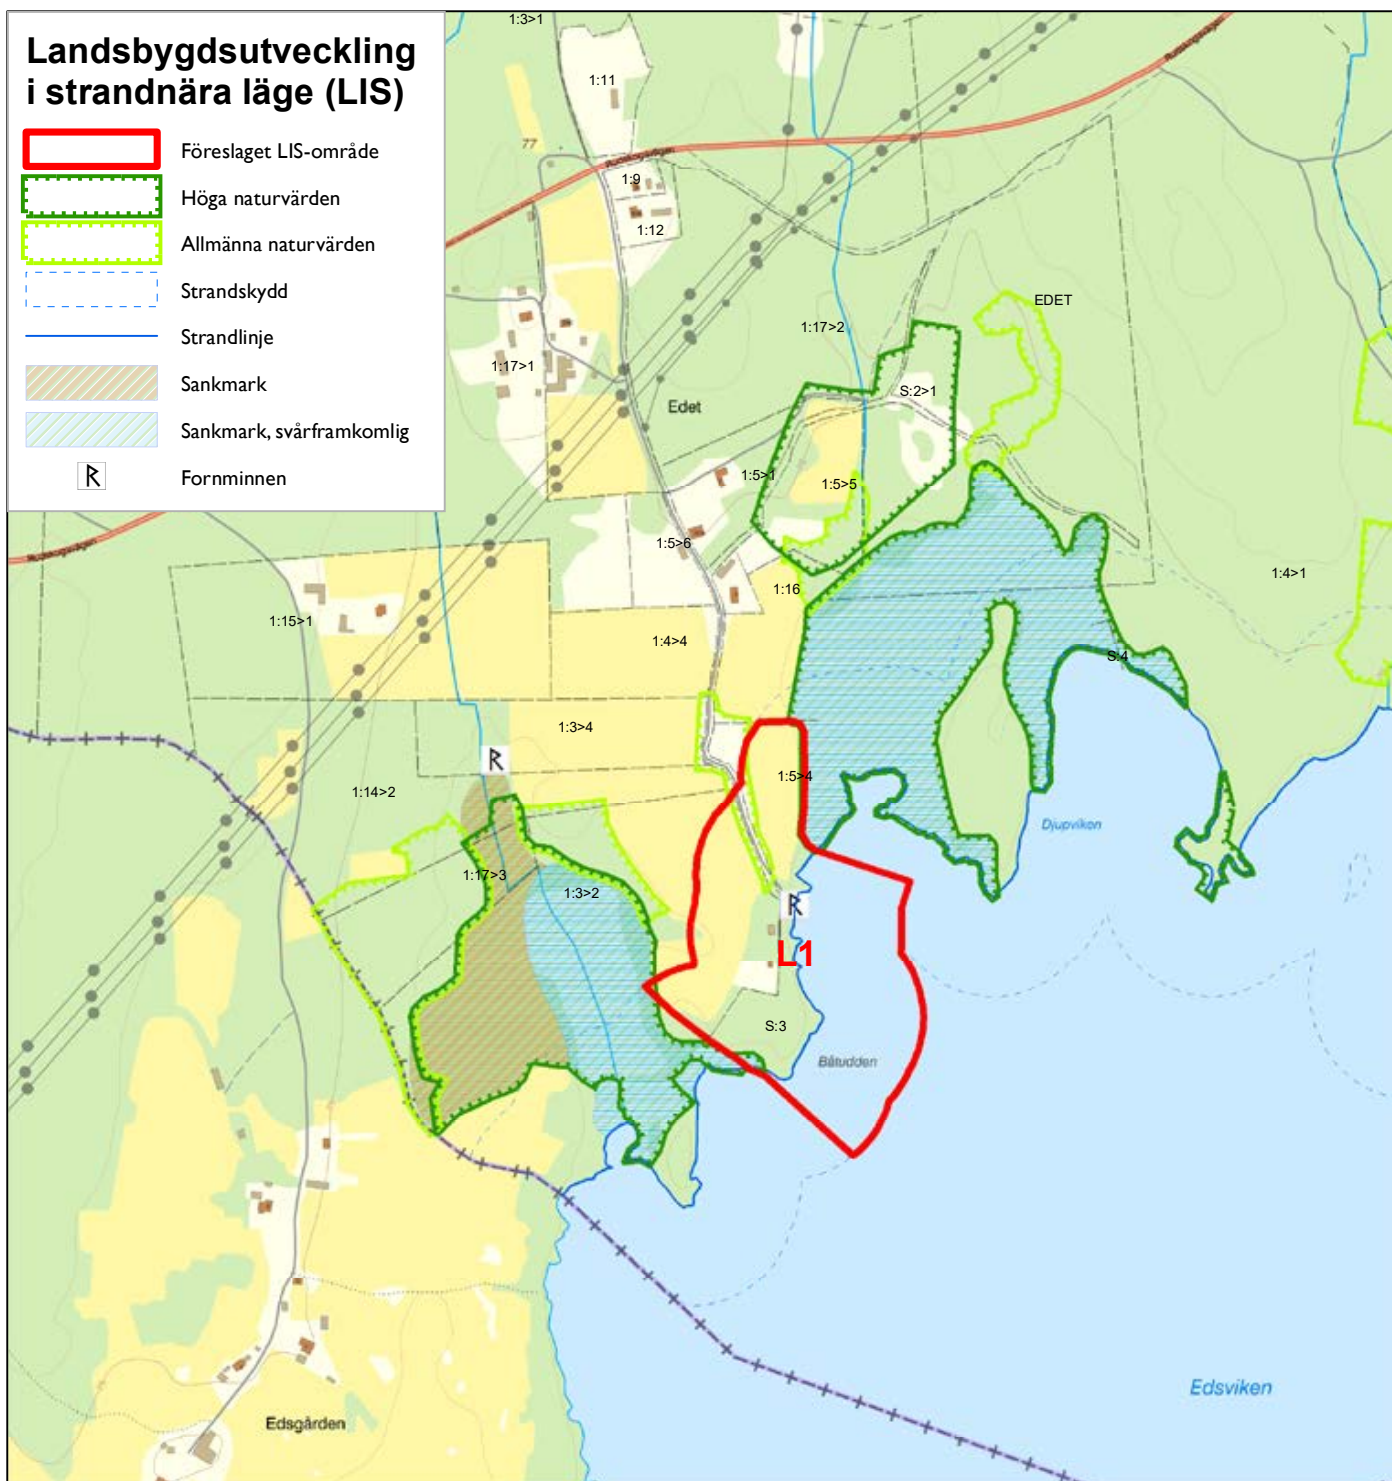 Landsbygdsutveckling
i strandnära läge (LIS)
Föreslaget LIS-område
Höga naturvärden
Allmänna naturvärden
Strandskydd
Strandlinje
Sankmark
Sankmark, svårframkomlig
R Fornminnen
1:3>1
1:11
77
1:9
1:12
EDET
1:17>2
1:17>1
S:2>1
Edet
1:5>1
1:5>5
1:5>6
1:16
1:4>1
1:15>1
1:4>4
S:4
1:3>4
R
1:5>4
1:14>2
Djupviken
1:17>3
1:3>2
R
L1
S:3
Båtudden
Edsviken
Edsgården